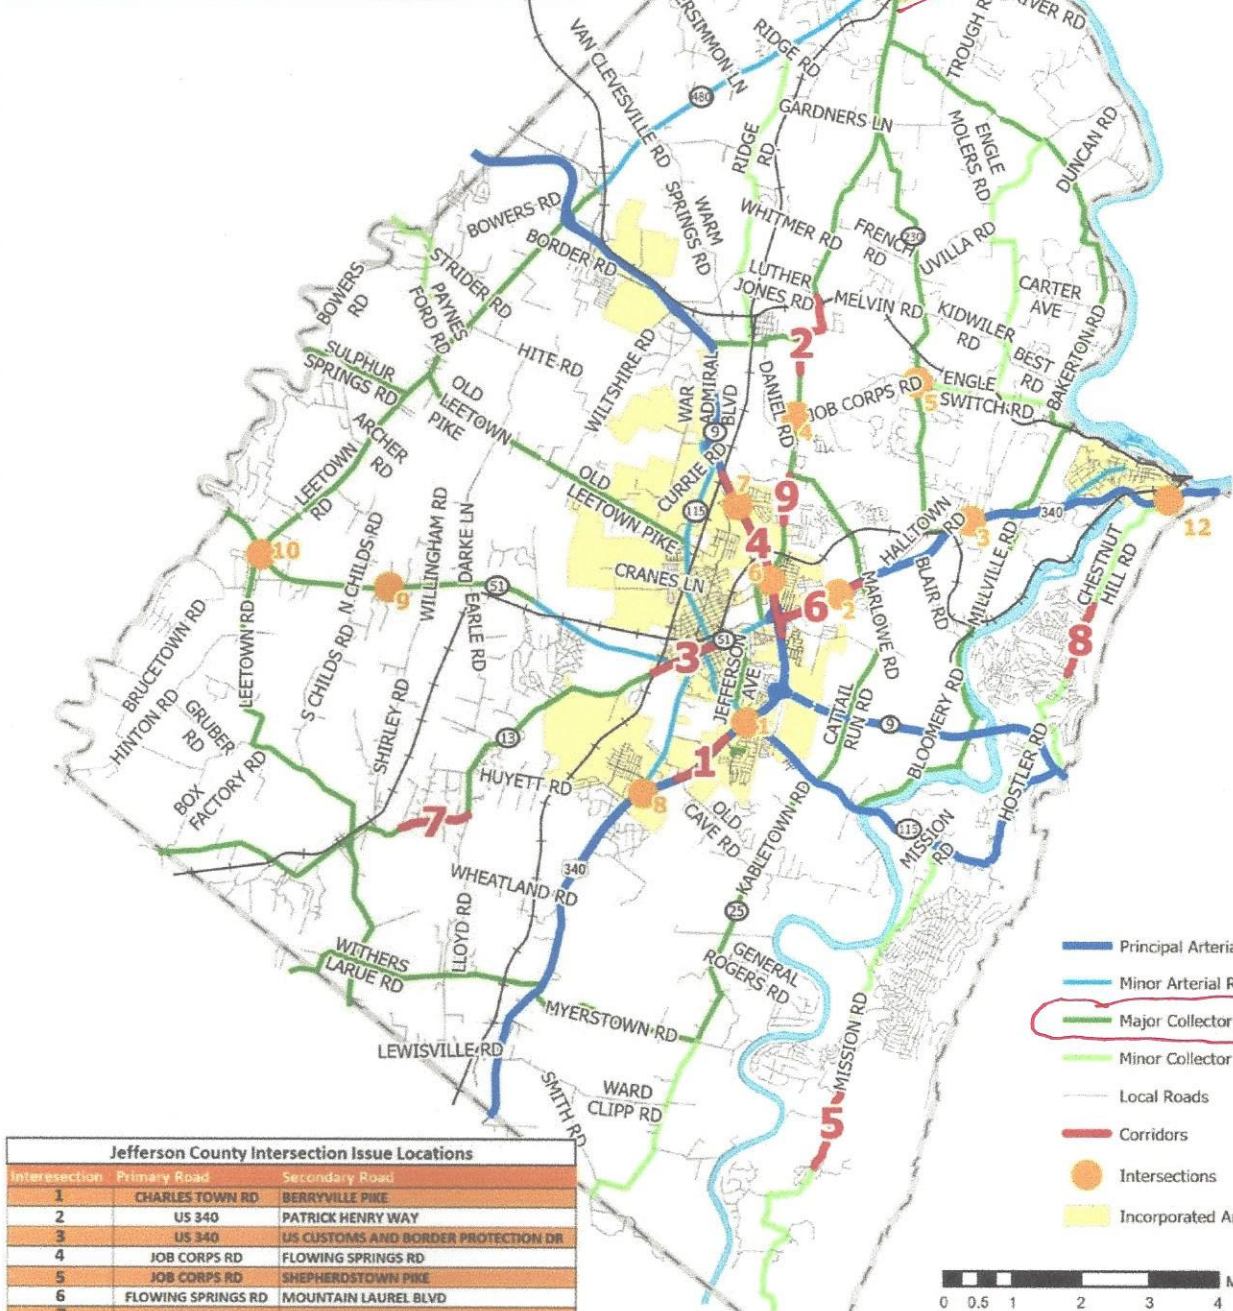 ERSIMMON LN
RIDGE RD
TROUGH R
RIVER RD
VAN CLEVESVILLE RD
480
GARDNERS LN
RIDGE
RD
ENGLE
MOLERS RD
DUNCAN RD
BOWERS RD
WARM
SPRINGS RD
WHITMER RD
FRENCH
RD
230
UVILLA RD
BORDER RD
STRIDER RD
BOWERS
RD
PAYNES
FORD RD
LUTHER
JONES RD
MELVIN RD
CARTER
AVE
KIDWILER
RD
BEST
RD
BAKERTON RD
SULPHUR
SPRINGS RD
HITE RD
WILTSHIRE RD
2
OLD
LEETOWN
PIKE
WAR
ADMIRAL
BLVD
DANIEL RD
JOB CORPS RD
4
5
ENGLE
SWITCH RD
9
ARCHER
RD
LEETOWN
RD
OLD
LEETOWN PIKE
CURRIE RD
115
7
9
4
HALLTOWN
RD
3
340
12
10
N CHILDS RD
WILLINGHAM RD
DARKE LN
CRANES LN
6
2
6
BLAIR RD
MILLVILLE RD
CHESTNUT
HILL RD
9
51
MARLOWE RD
8
BRUCETOWN RD
LEETOWN RD
S CHILDS RD
EARLE RD
3
51
JEFFERSON
AVE
HINTON RD
GRUBER
RD
SHIRLEY RD
13
1
1
CATTAIL
RUN RD
9
BLOOMERY RD
HOSTLER RD
BOX
FACTORY RD
HUYETT RD
8
7
OLD
CAVE RD
KABLETOWN RD
115
MISSION
RD
340
WHEATLAND RD
LLOYD RD
25
WITHERS
LARUE RD
GENERAL
ROGERS RD
MYERSTOWN RD
LEWISVILLE RD
MISSION RD
SMITH RD
WARD
CLIPP RD
5
Principal Arteria
Minor Arterial R
Major Collector
Minor Collector
Local Roads
Corridors
Intersections
Incorporated A
0 0.5 1 2 3 4
M
Jefferson County Intersection Issue Locations
Interesection Primary Road Secondary Road
1 CHARLES TOWN RD BERRYVILLE PIKE
2 US 340 PATRICK HENRY WAY
3 US 340 US CUSTOMS AND BORDER PROTECTION DR
4 JOB CORPS RD FLOWING SPRINGS RD
5 JOB CORPS RD SHEPHERDSTOWN PIKE
6 FLOWING SPRINGS RD MOUNTAIN LAUREL BLVD